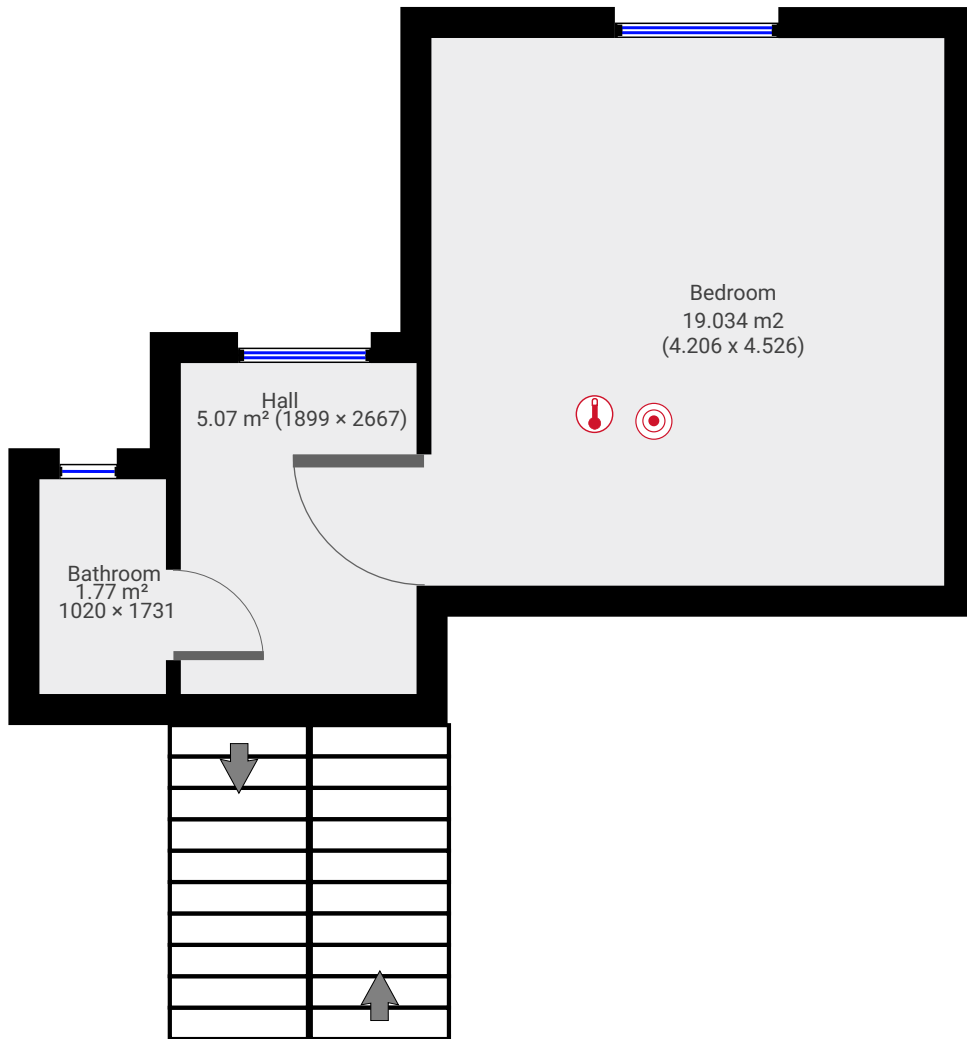 Bedroom
19.034 m2
(4.206 x 4.526)
Hall
5.07 m² (1899 × 2667)
Bathroom
1.77 m²
1020 × 1731